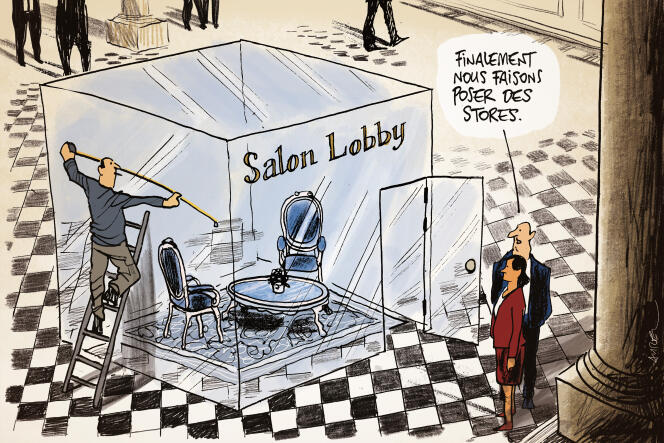 FINALEMENT
NOUS FAISONS
POSER DES
STORES.
Salon Lobby